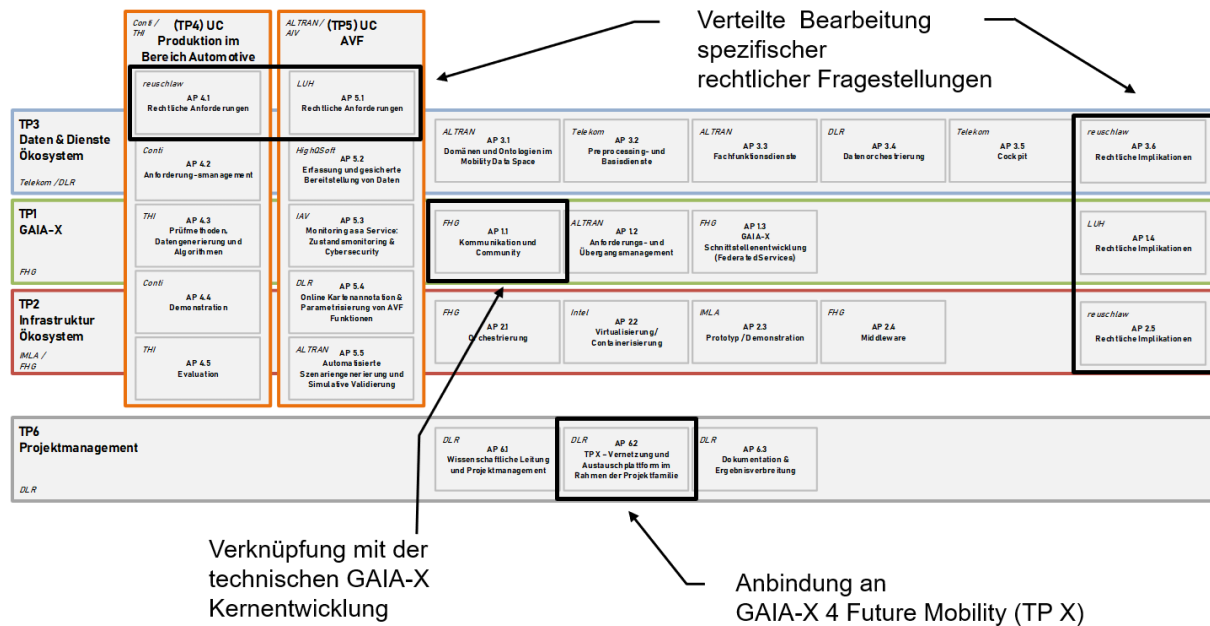 Conti /
THI
(TP4) UC
Produktion im
Bereich Automotive
ALTRAN /
AIV
(TP5) UC
AVF
Verteilte Bearbeitung
spezifischer
rechtlicher Fragestellungen
reuschlaw
AP 4.1
Rechtliche Anforderungen
LUH
AP 5.1
Rechtliche Anforderungen
TP3
Daten & Dienste
Ökosystem
Telekom / DLR
Conti
AP 4.2
Anforderung-smanagement
HighQSoft
AP 5.2
Erfassung und gesicherte
Bereitstellung von Daten
ALTRAN
AP 3.1
Domänen und Ontologien im
Mobility Data Space
Telekom
AP 3.2
Preprocessing- und
Basisdienste
ALTRAN
AP 3.3
Fachfunktionsdienste
DLR
AP 3.4
Datenorchestrierung
Telekom
AP 3.5
Cockpit
reuschlaw
AP 3.6
Rechtliche Implikationen
TP1
GAIA-X
FHG
THI
AP 4.3
Prüfmethoden,
Datengenerierung und
Algorithmen
IAV
AP 5.3
Monitoring as a Service:
Zustandsmonitoring &
Cybersecurity
FHG
AP 1.1
Kommunikation und
Community
ALTRAN
AP 1.2
Anforderungs- und
Übergangsmanagement
FHG
AP 1.3
GAIA-X
Schnittstellenentwicklung
(Federated Services)
LUH
AP 1.4
Rechtliche Implikationen
TP2
Infrastruktur
Ökosystem
IMLA /
FHG
Conti
AP 4.4
Demonstration
DLR
AP 5.4
Online Kartenannotation &
Parametrisierung von AVF
Funktionen
FHG
AP 2.1
Orchestrierung
Intel
AP 2.2
Virtualisierung/
Containerisierung
IMLA
AP 2.3
Prototyp / Demonstration
FHG
AP 2.4
Middleware
reuschlaw
AP 2.5
Rechtliche Implikationen
THI
AP 4.5
Evaluation
ALTRAN
AP 5.5
Automatisierte
Szenariengenerierung und
Simulative Validierung
TP6
Projektmanagement
DLR
DLR
AP 6.1
Wissenschaftliche Leitung
und Projektmanagement
DLR
AP 6.2
TP X – Vernetzung und
Austauschplattform im
Rahmen der Projektfamilie
DLR
AP 6.3
Dokumentation &
Ergebnisverbreitung
Verknüpfung mit der
technischen GAIA-X
Kernentwicklung
Anbindung an
GAIA-X 4 Future Mobility (TP X)